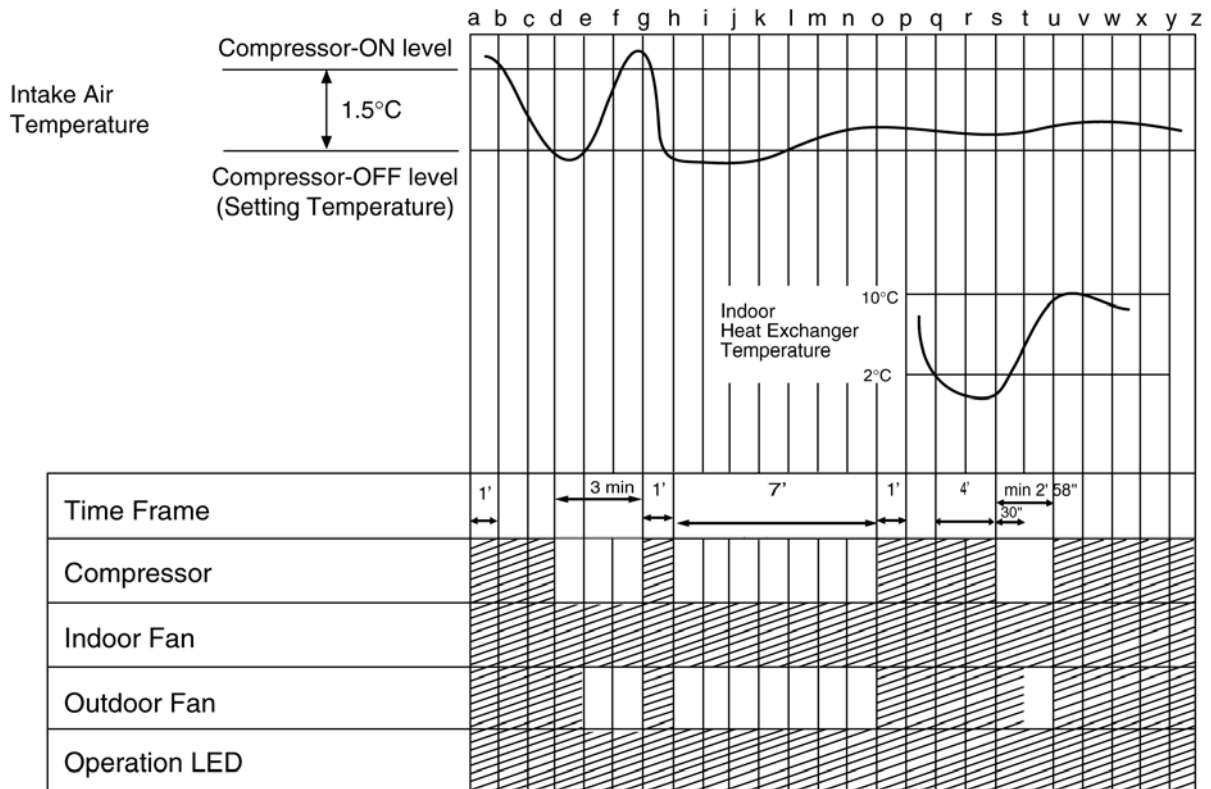 a b c d e f g h i j k l m n o p q r s t u v w x y z
Compressor-ON level
Intake Air
Temperature
1.5°C
Compressor-OFF level
(Setting Temperature)
Indoor
Heat Exchanger
Temperature
10°C
2°C
Time Frame
1’ 3 min 1’ 7’ 1’ 4’ min 2’ 58”
30”
Compressor
Indoor Fan
Outdoor Fan
Operation LED